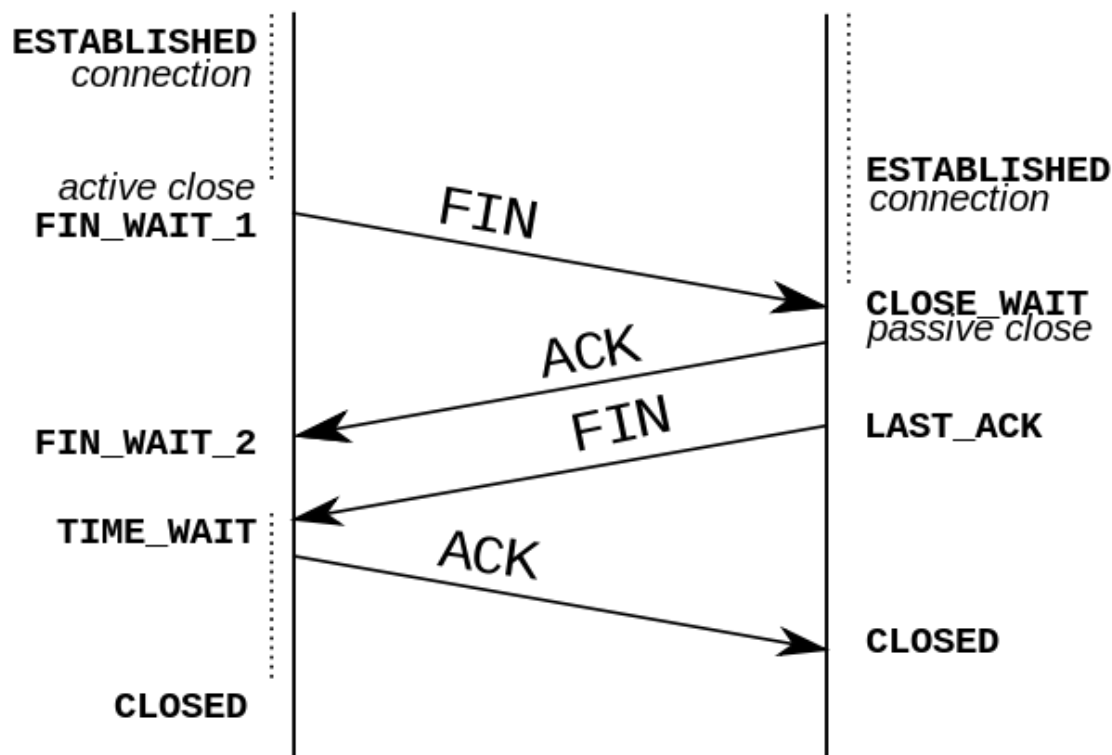 ESTABLISHED
connection
active close
FIN_WAIT_1
FIN
ESTABLISHED
connection
CLOSE_WAIT
passive close
ACK
FIN
FIN_WAIT_2
LAST_ACK
TIME_WAIT
ACK
CLOSED
CLOSED